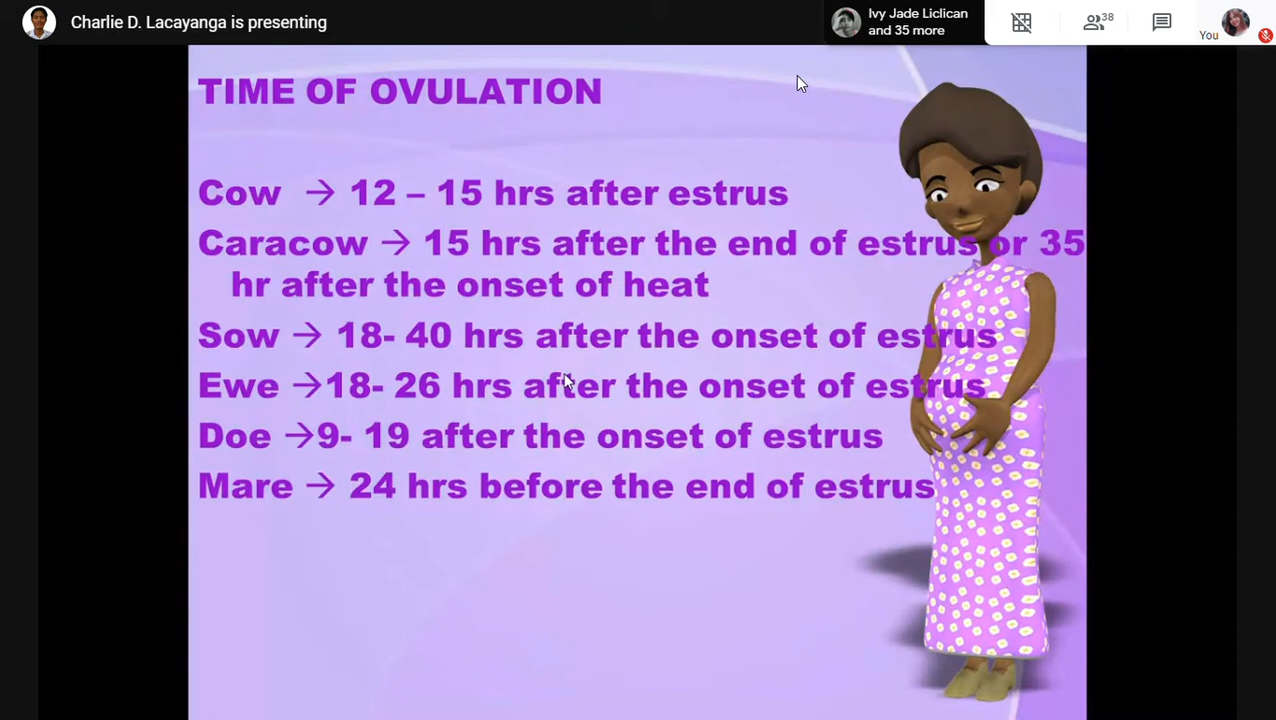 Charlie D. Lacayanga is presenting
Ivy Jade Liclican
and 35 more
38
You
TIME OF OVULATION
Cow → 12 – 15 hrs after estrus
Caracow → 15 hrs after the end of estrus or 35
hr after the onset of heat
Sow → 18- 40 hrs after the onset of estrus
Ewe →18- 26 hrs after the onset of estrus
Doe →9- 19 after the onset of estrus
Mare → 24 hrs before the end of estrus